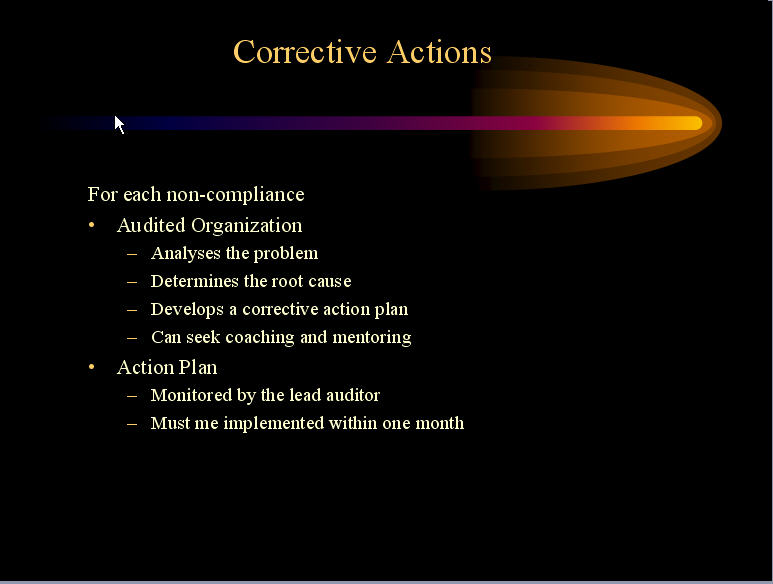 Corrective Actions
For each non-compliance
• Audited Organization
– Analyses the problem
– Determines the root cause
– Develops a corrective action plan
– Can seek coaching and mentoring
• Action Plan
– Monitored by the lead auditor
– Must me implemented within one month